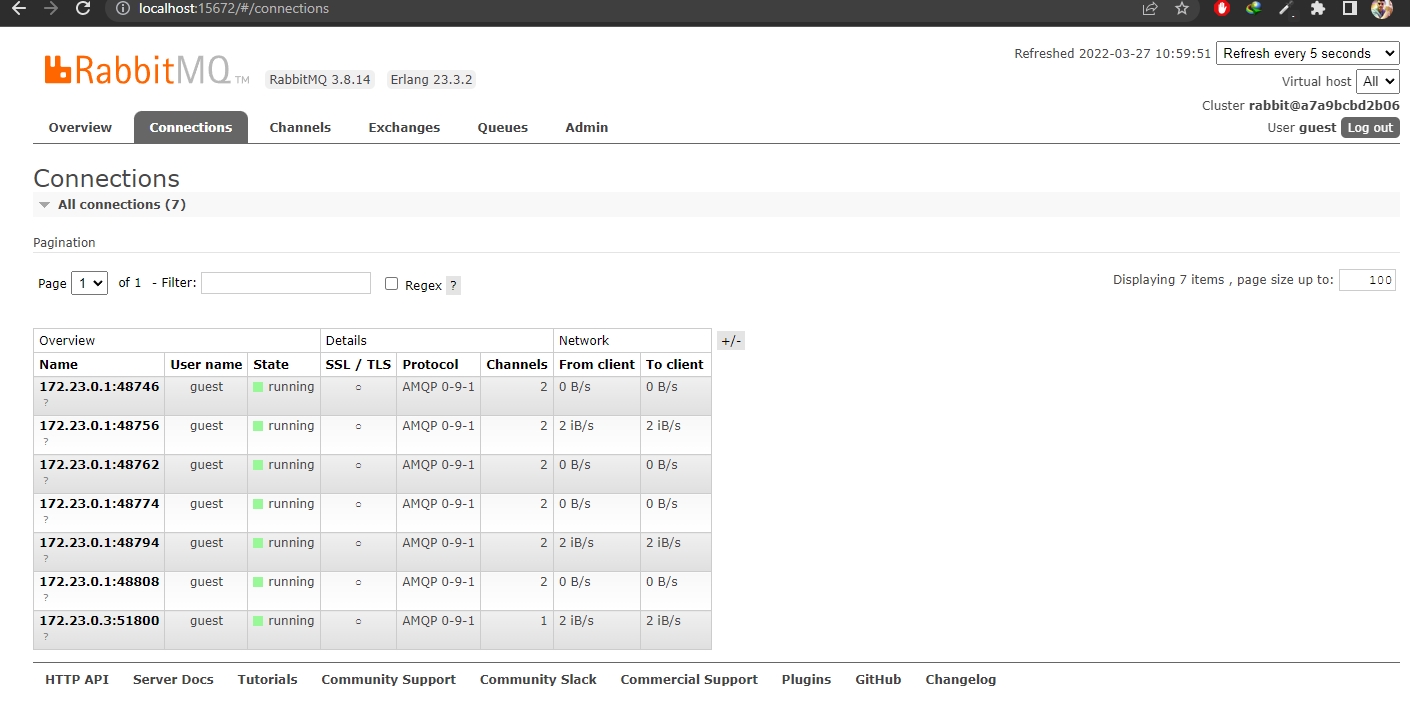 localhost:15672/#/connections
RabbitMQ TM RabbitMQ 3.8.14 Erlang 23.3.2
Refreshed 2022-03-27 10:59:51 Refresh every 5 seconds
Virtual host All
Cluster rabbit@a7a9bcbd2b06
User guest Log out
Overview Connections Channels Exchanges Queues Admin
Connections
All connections (7)
Pagination
Page 1 of 1 - Filter: Regex ? Displaying 7 items , page size up to: 100
Overview Details Network +/-
Name User name State SSL / TLS Protocol Channels From client To client
172.23.0.1:48746 guest running ○ AMQP 0-9-1 2 0 B/s 0 B/s
?
172.23.0.1:48756 guest running ○ AMQP 0-9-1 2 2 iB/s 2 iB/s
?
172.23.0.1:48762 guest running ○ AMQP 0-9-1 2 0 B/s 0 B/s
?
172.23.0.1:48774 guest running ○ AMQP 0-9-1 2 0 B/s 0 B/s
?
172.23.0.1:48794 guest running ○ AMQP 0-9-1 2 2 iB/s 2 iB/s
?
172.23.0.1:48808 guest running ○ AMQP 0-9-1 2 0 B/s 0 B/s
?
172.23.0.3:51800 guest running ○ AMQP 0-9-1 1 2 iB/s 2 iB/s
?
HTTP API Server Docs Tutorials Community Support Community Slack Commercial Support Plugins GitHub Changelog